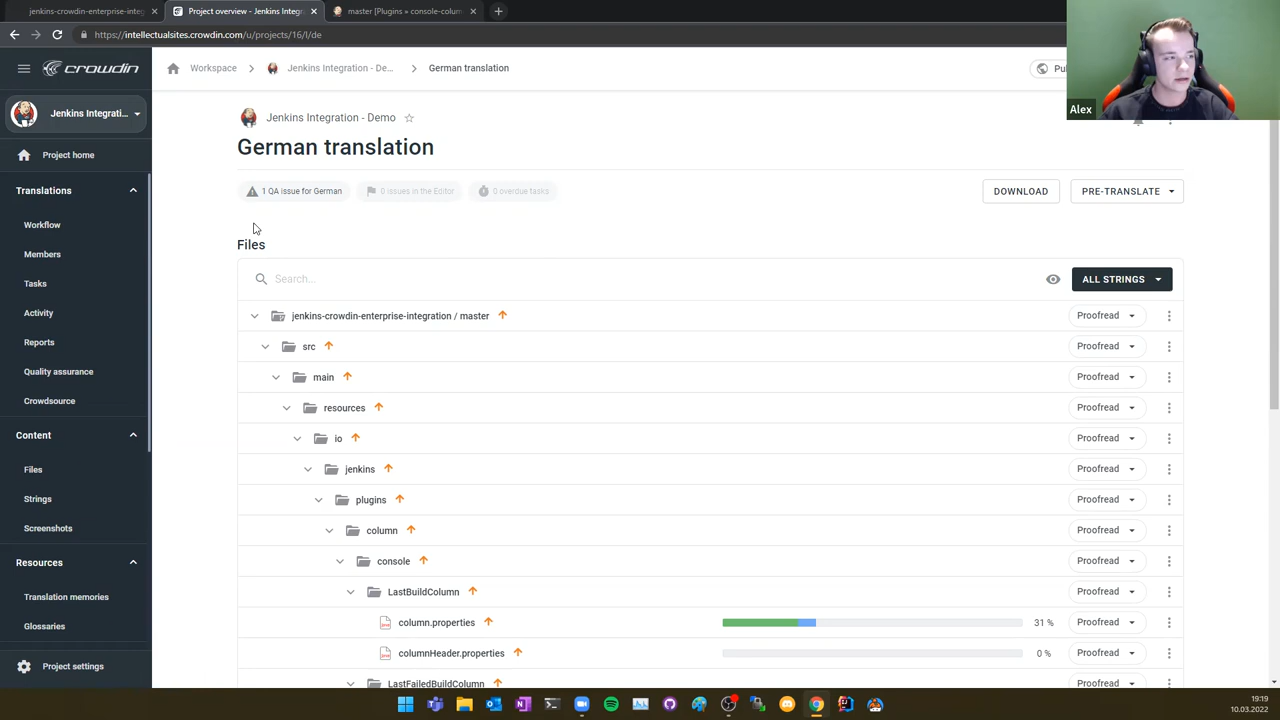 jenkins-crowdin-enterprise-integ
Project overview - Jenkins Integr
master [Plugins » console-colum
https://intellectualsites.crowdin.com/u/projects/16/l/de
crowdin
Workspace
Jenkins Integration - De...
German translation
Alex
Jenkins Integrati...
Jenkins Integration - Demo
German translation
Project home
Translations
1 QA issue for German
0 issues in the Editor
0 overdue tasks
DOWNLOAD
PRE-TRANSLATE
Workflow
Files
Members
Search...
ALL STRINGS
Tasks
Activity
jenkins-crowdin-enterprise-integration / master
Proofread
Reports
src
Proofread
Quality assurance
main
Proofread
Crowdsource
resources
Proofread
Content
io
Proofread
Files
jenkins
Proofread
Strings
plugins
Proofread
Screenshots
column
Proofread
Resources
console
Proofread
Translation memories
LastBuildColumn
Proofread
Glossaries
column.properties
31 %
Proofread
Project settings
columnHeader.properties
0 %
Proofread
LastFailedBuildColumn
Proofread
19:19
10.03.2022